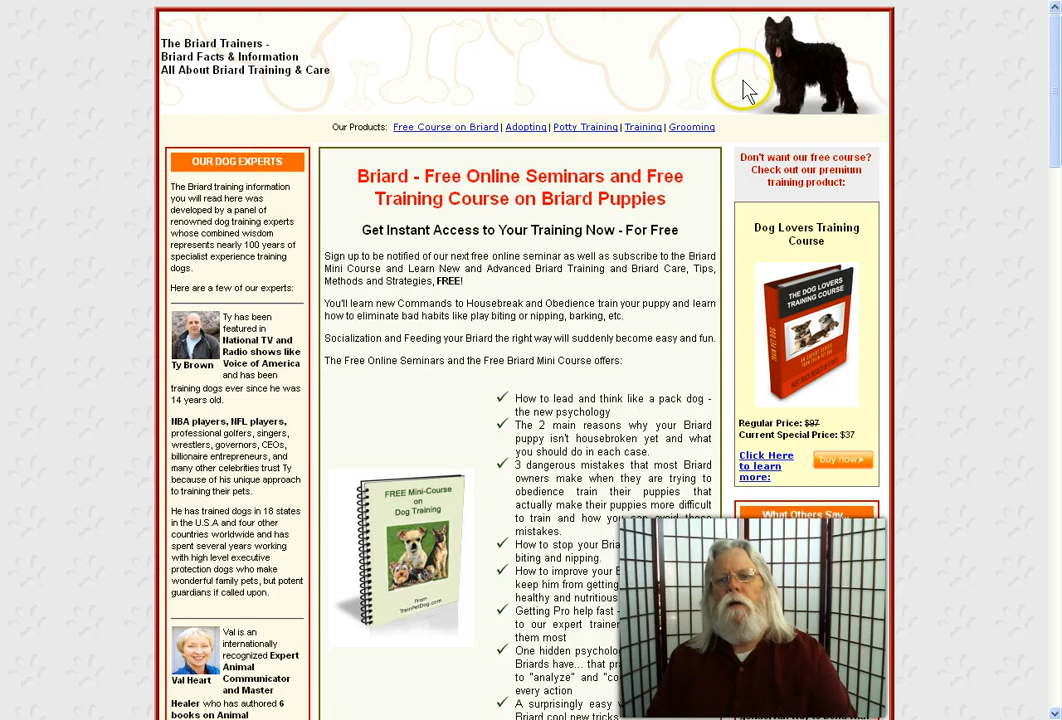 The Briard Trainers -
Briard Facts & Information
All About Briard Training & Care
Our Products: Free Course on Briard | Adopting | Potty Training | Training | Grooming
OUR DOG EXPERTS
The Briard training information
you will read here was
developed by a panel of
renowned dog training experts
whose combined wisdom
represents nearly 100 years of
specialist experience training
dogs.
Here are a few of our experts:
Ty has been
featured in
National TV and
Radio shows like
Voice of America
and has been
Ty Brown
training dogs ever since he was
14 years old.
NBA players, NFL players,
professional golfers, singers,
wrestlers, governors, CEOs,
billionaire entrepreneurs, and
many other celebrities trust Ty
because of his unique approach
to training their pets.
He has trained dogs in 18 states
in the U.S.A and four other
countries worldwide and has
spent several years working
with high level executive
protection dogs who make
wonderful family pets, but potent
guardians if called upon.
Val is an
internationally
recognized Expert
Animal
Communicator
and Master
Val Heart
Healer who has authored 6
books on Animal
Briard - Free Online Seminars and Free
Training Course on Briard Puppies
Get Instant Access to Your Training Now - For Free
Sign up to be notified of our next free online seminar as well as subscribe to the Briard
Mini Course and Learn New and Advanced Briard Training and Briard Care, Tips,
Methods and Strategies, FREE!
You'll learn new Commands to Housebreak and Obedience train your puppy and learn
how to eliminate bad habits like play biting or nipping, barking, etc.
Socialization and Feeding your Briard the right way will suddenly become easy and fun.
The Free Online Seminars and the Free Briard Mini Course offers:
FREE Mini-Course
on
Dog Training
From
TrainPetDog.com
How to lead and think like a pack dog -
the new psychology
The 2 main reasons why your Briard
puppy isn't housebroken yet and what
you should do in each case.
3 dangerous mistakes that most Briard
owners make when they are trying to
obedience train their puppies that
actually make their puppies more difficult
to train and how you can avoid these
mistakes.
How to stop your Bria
biting and nipping.
How to improve your B
keep him from getting
healthy and nutritious
Getting Pro help fast -
to our expert trainer
them most
One hidden psycholog
Briards have... that pr
to "analyze" and "co
every action
A surprisingly easy
Briard cool new tricks
Don't want our free course?
Check out our premium
training product:
Dog Lovers Training
Course
THE DOG LOVERS
TRAINING COURSE
Regular Price: $97
Current Special Price: $37
Click Here
to learn
more:
buy now
What Others Say